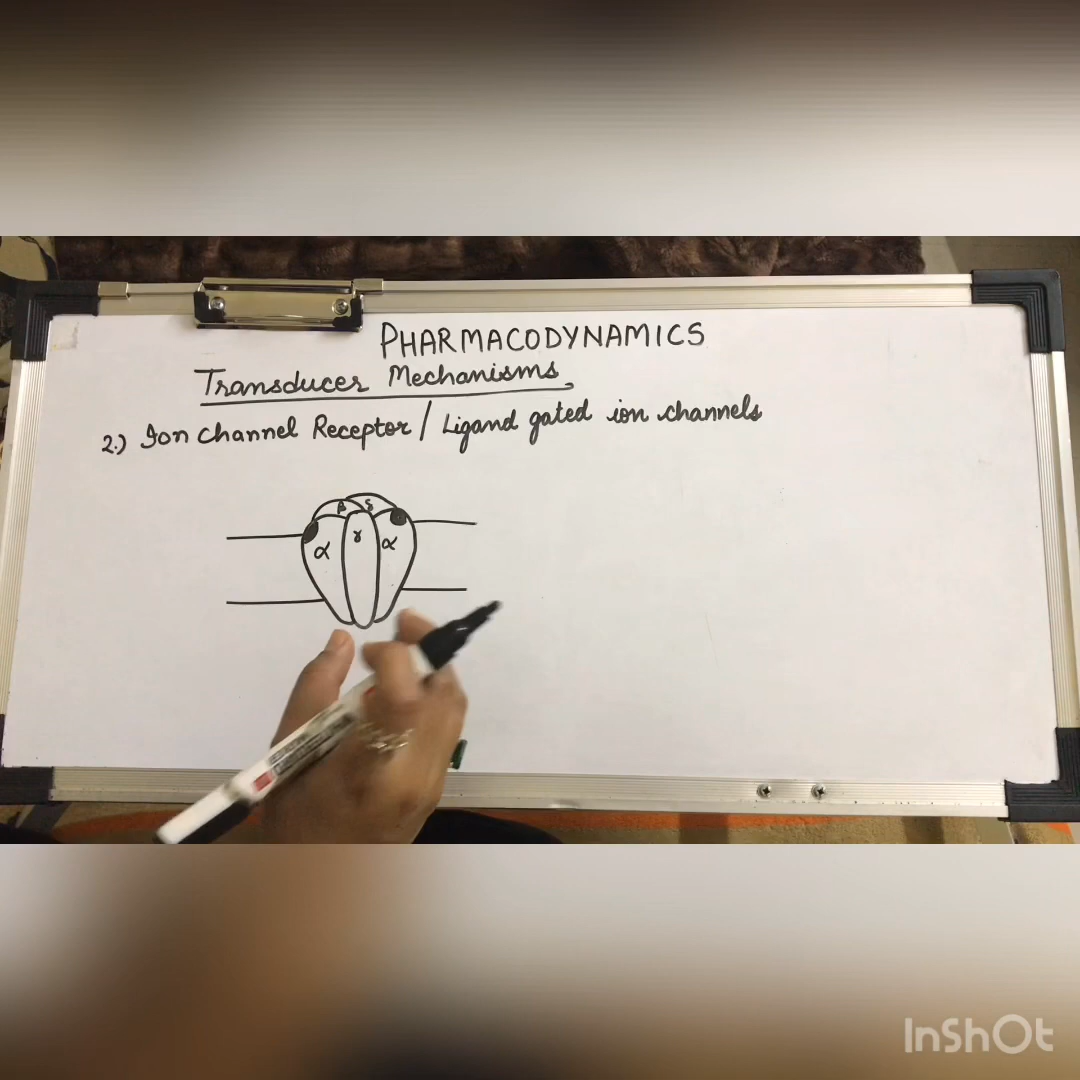 PHARMACODYNAMICS
Transducer Mechanisms
2.) Ion Channel Receptor / Ligand gated ion channels
β δ
α γ α
InShOt